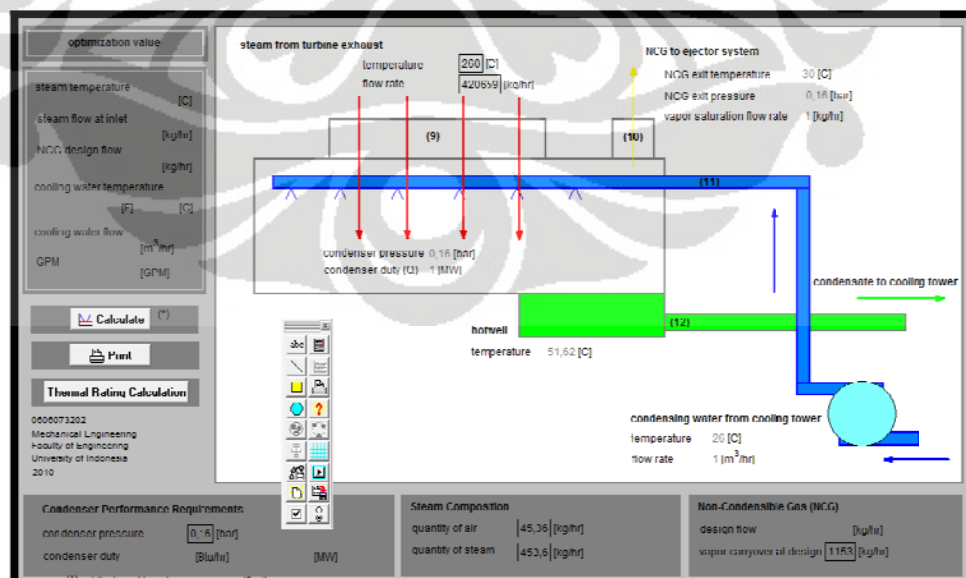 optimization value
steam temperature
[C]
steam flow at inlet
[kg/hr]
NCG design flow
[kg/hr]
cooling water temperature
[F] [C]
cooling water flow
[m³/hr]
GPM
[GPM]
Calculate (*)
Print
Thermal Rating Calculation
0606073202
Mechanical Engineering
Faculty of Engineering
University of Indonesia
2010
steam from turbine exhaust
temperature 260 [C]
flow rate 420659 [kg/hr]
NCG to ejector system
NCG exit temperature 30 [C]
NCG exit pressure 0,16 [bar]
vapor saturation flow rate 1 [kg/hr]
(9)
(10)
(11)
condenser pressure 0,16 [bar]
condenser duty (Q) 1 [MW]
condensate to cooling tower
(12)
hotwell
temperature 51,62 [C]
condensing water from cooling tower
temperature 26 [C]
flow rate 1 [m³/hr]
abc
Condenser Performance Requirements
condenser pressure 0,16 [bar]
condenser duty [Btu/hr] [MW]
Steam Composition
quantity of air 45,36 [kg/hr]
quantity of steam 453,6 [kg/hr]
Non-Condensible Gas (NCG)
design flow [kg/hr]
vapor carryover at design 1153 [kg/hr]